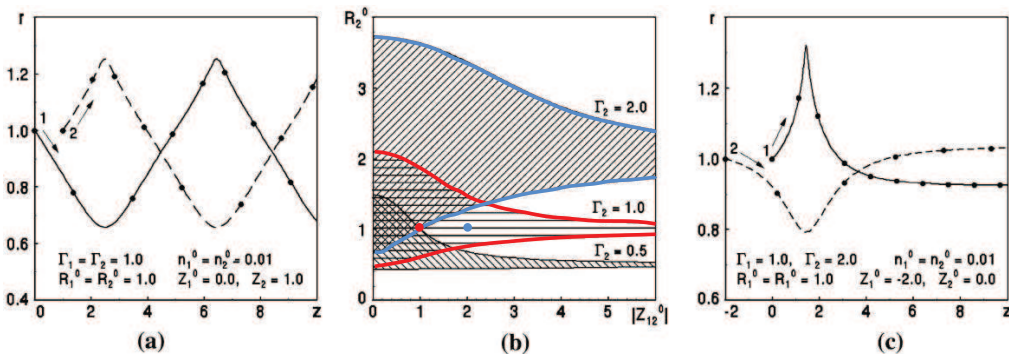 r
1.2
1.0
0.8
0.6
0.4
0
2
4
6
8
z
1
2
Γ₁ = Γ₂ = 1.0   n₁⁰ = n₂⁰ = 0.01
R₁⁰ = R₂⁰ = 1.0   Z₁⁰ = 0.0, Z₂ = 1.0
(a)
R₂⁰
3
2
1
0
0
1
2
3
4
5
|Z₁₂⁰|
Γ₂ = 2.0
Γ₂ = 1.0
Γ₂ = 0.5
(b)
r
1.2
1.0
0.8
0.6
-2
0
2
4
6
8
z
2
1
Γ₁ = 1.0, Γ₂ = 2.0   n₁⁰ = n₂⁰ = 0.01
R₁⁰ = R₁⁰ = 1.0   Z₁⁰ = -2.0, Z₂⁰ = 0.0
(c)